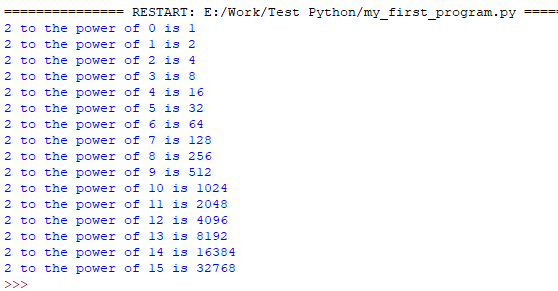 =============== RESTART: E:/Work/Test Python/my_first_program.py =====
2 to the power of 0 is 1
2 to the power of 1 is 2
2 to the power of 2 is 4
2 to the power of 3 is 8
2 to the power of 4 is 16
2 to the power of 5 is 32
2 to the power of 6 is 64
2 to the power of 7 is 128
2 to the power of 8 is 256
2 to the power of 9 is 512
2 to the power of 10 is 1024
2 to the power of 11 is 2048
2 to the power of 12 is 4096
2 to the power of 13 is 8192
2 to the power of 14 is 16384
2 to the power of 15 is 32768
>>>